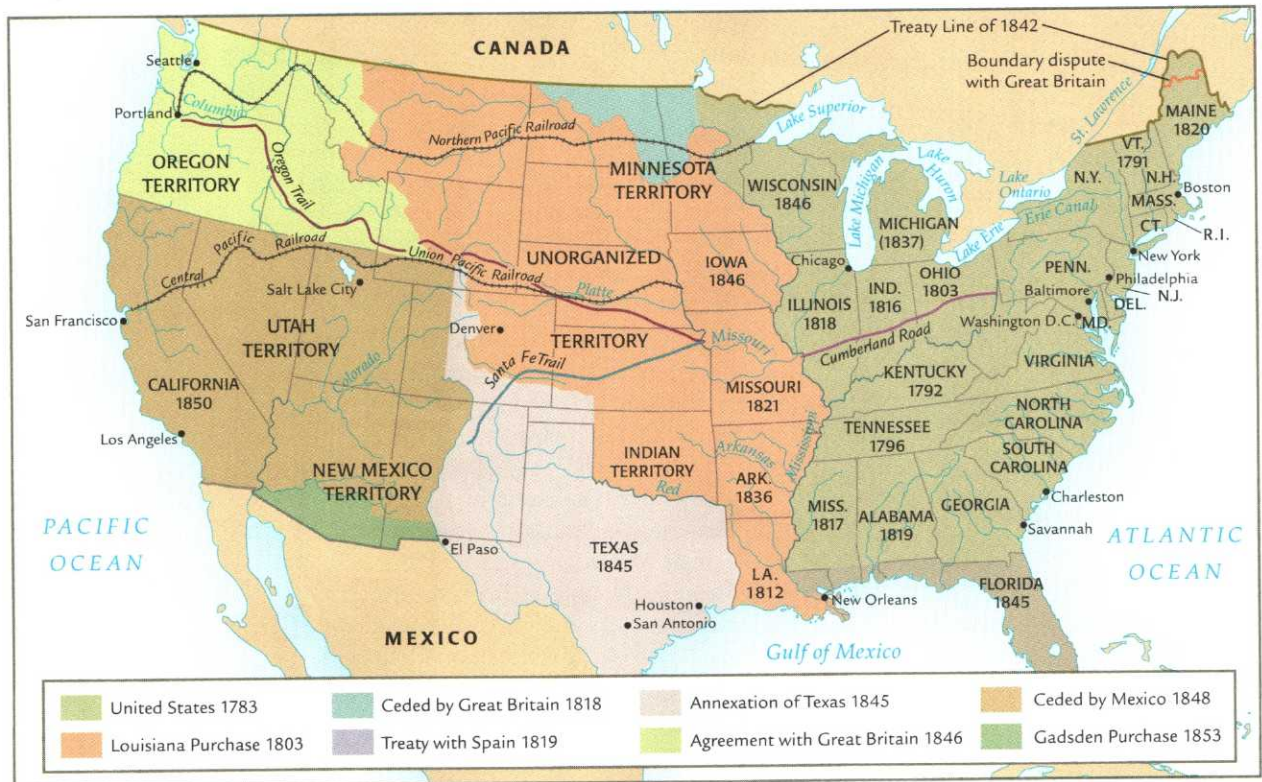 CANADA
Treaty Line of 1842
Boundary dispute
with Great Britain
Seattle
Portland
Columbia
Northern Pacific Railroad
Lake Superior
St. Lawrence
MAINE
1820
VT.
1791
N.H.
OREGON
TERRITORY
Oregon Trail
MINNESOTA
TERRITORY
WISCONSIN
1846
Lake Michigan
Lake
Huron
Lake
Ontario
N.Y.
Boston
MASS.
MICHIGAN
(1837)
Lake Erie
Erie Canal
CT.
R.I.
New York
Central Pacific Railroad
Union Pacific Railroad
UNORGANIZED
TERRITORY
Platte
IOWA
1846
Chicago
ILLINOIS
1818
IND.
1816
OHIO
1803
PENN.
Philadelphia
N.J.
Baltimore
DEL.
Washington D.C.
MD.
Salt Lake City
San Francisco
UTAH
TERRITORY
Denver
Colorado
Santa Fe Trail
Missouri
Cumberland Road
VIRGINIA
KENTUCKY
1792
CALIFORNIA
1850
MISSOURI
1821
Los Angeles
TENNESSEE
1796
NORTH
CAROLINA
SOUTH
CAROLINA
NEW MEXICO
TERRITORY
INDIAN
TERRITORY
Red
Arkansas
Mississippi
ARK.
1836
MISS.
1817
ALABAMA
1819
GEORGIA
Charleston
Savannah
PACIFIC
OCEAN
ATLANTIC
OCEAN
El Paso
TEXAS
1845
LA.
1812
FLORIDA
1845
Houston
San Antonio
New Orleans
MEXICO
Gulf of Mexico
United States 1783
Ceded by Great Britain 1818
Annexation of Texas 1845
Ceded by Mexico 1848
Louisiana Purchase 1803
Treaty with Spain 1819
Agreement with Great Britain 1846
Gadsden Purchase 1853